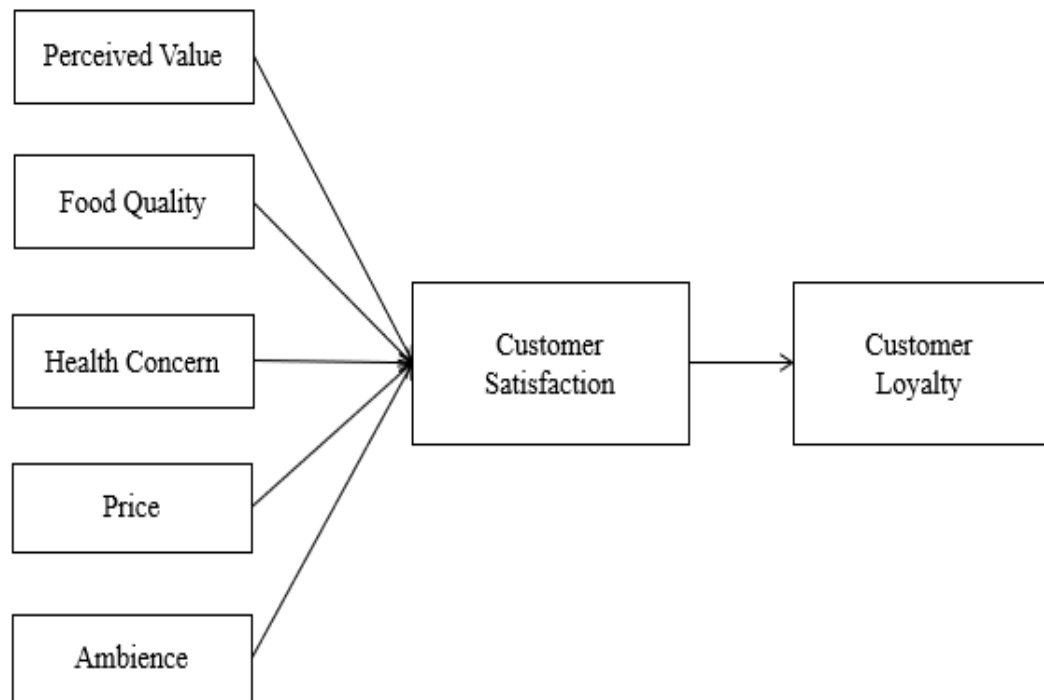 Perceived Value
Food Quality
Health Concern
Price
Ambience
Customer
Satisfaction
Customer
Loyalty